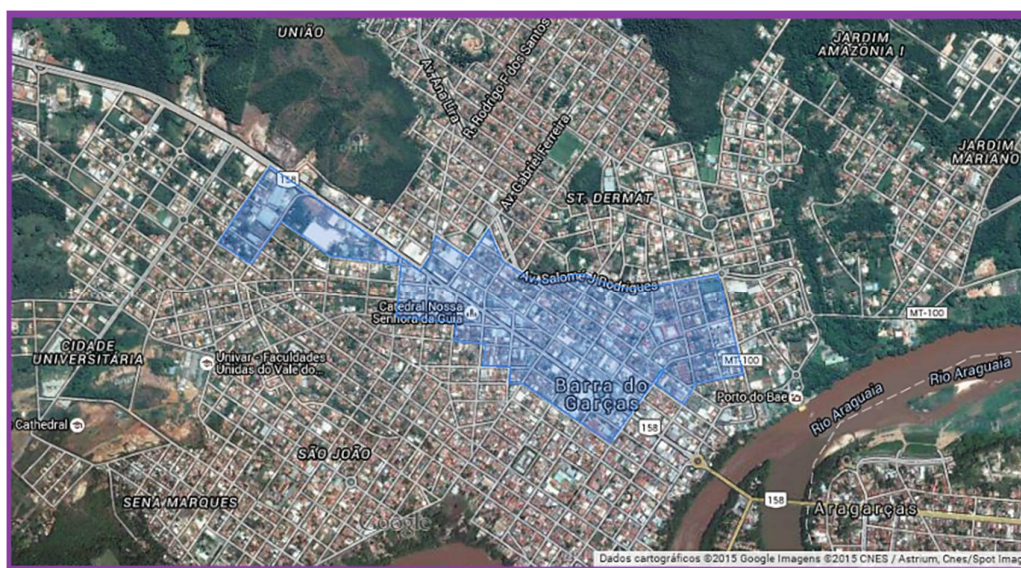 UNIÃO
JARDIM
AMAZÔNIA I
Av. Ana Lira
R. Rodrigo F. dos Santos
Av. Gabriel Ferreira
JARDIM
MARIANO
158
ST. DERMAT
Av. Salomé J Rodrigues
Catedral Nossa
Senhora da Guia
MT-100
CIDADE
UNIVERSITÁRIA
Univar - Faculdades
Unidas do Vale do...
MT-100
Rio Araguaia
Barra do
Garças
Porto do Bae
Rio Araguaia
Cathedral
158
SÃO JOÃO
SENA MARQUES
158
Aragarças
Google
Dados cartográficos ©2015 Google Imagens ©2015 CNES / Astrium, Cnes/Spot Imag